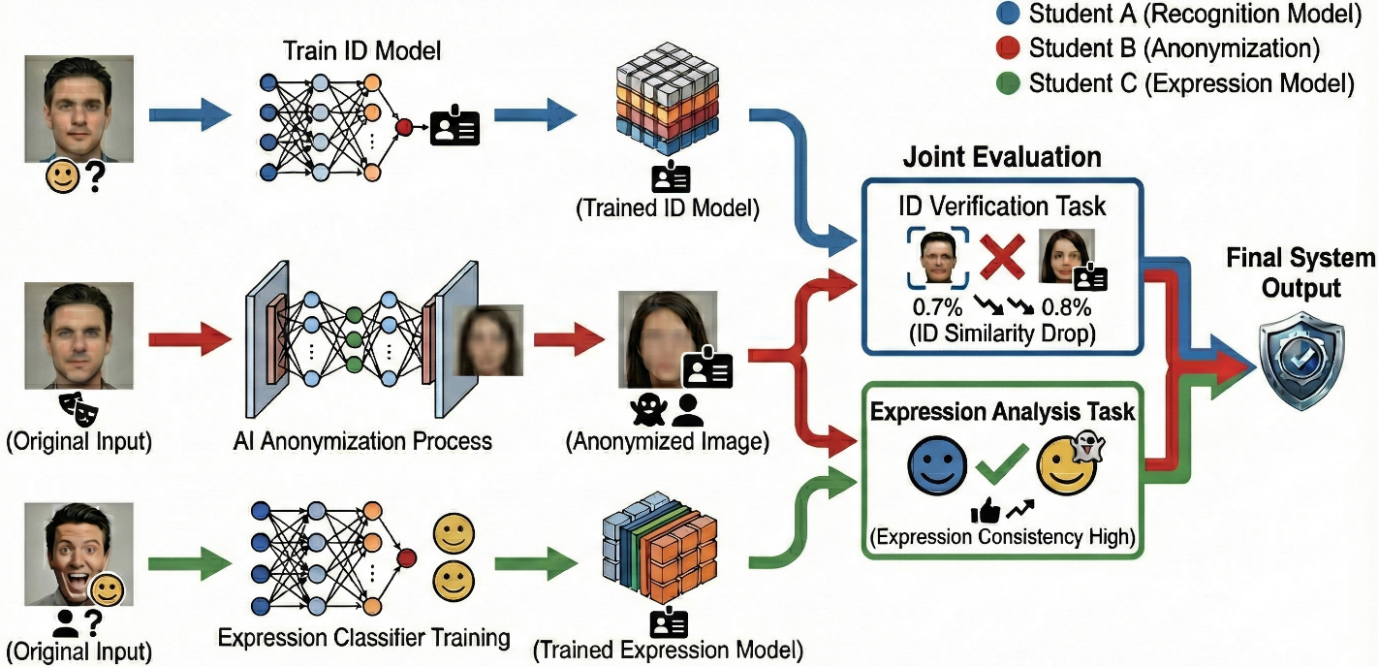 Student A (Recognition Model)
Student B (Anonymization)
Student C (Expression Model)
Train ID Model
?
(Trained ID Model)
Joint Evaluation
ID Verification Task
0.7%
0.8%
(ID Similarity Drop)
Final System
Output
(Original Input)
AI Anonymization Process
(Anonymized Image)
Expression Analysis Task
(Expression Consistency High)
?
(Original Input)
Expression Classifier Training
(Trained Expression Model)